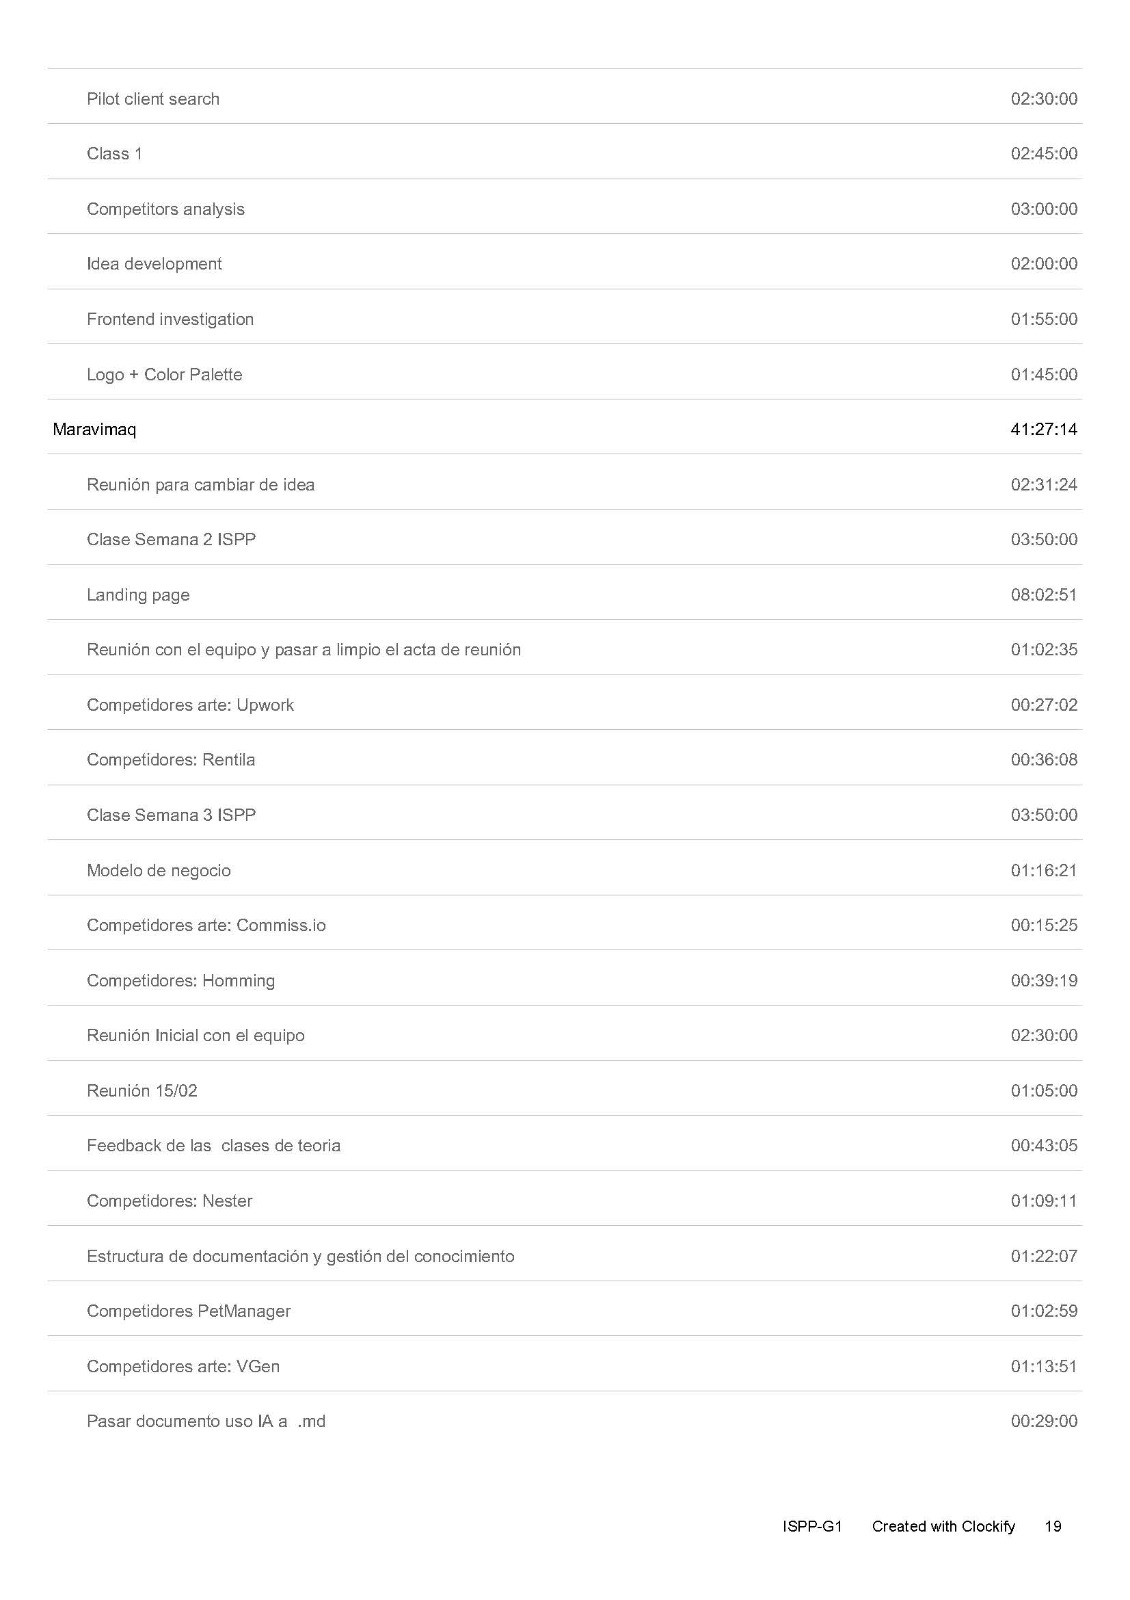 Pilot client search 02:30:00
Class 1 02:45:00
Competitors analysis 03:00:00
Idea development 02:00:00
Frontend investigation 01:55:00
Logo + Color Palette 01:45:00
Maravimaq 41:27:14
Reunión para cambiar de idea 02:31:24
Clase Semana 2 ISPP 03:50:00
Landing page 08:02:51
Reunión con el equipo y pasar a limpio el acta de reunión 01:02:35
Competidores arte: Upwork 00:27:02
Competidores: Rentila 00:36:08
Clase Semana 3 ISPP 03:50:00
Modelo de negocio 01:16:21
Competidores arte: Commiss.io 00:15:25
Competidores: Homming 00:39:19
Reunión Inicial con el equipo 02:30:00
Reunión 15/02 01:05:00
Feedback de las  clases de teoria 00:43:05
Competidores: Nester 01:09:11
Estructura de documentación y gestión del conocimiento 01:22:07
Competidores PetManager 01:02:59
Competidores arte: VGen 01:13:51
Pasar documento uso IA a  .md 00:29:00
ISPP-G1 Created with Clockify 19